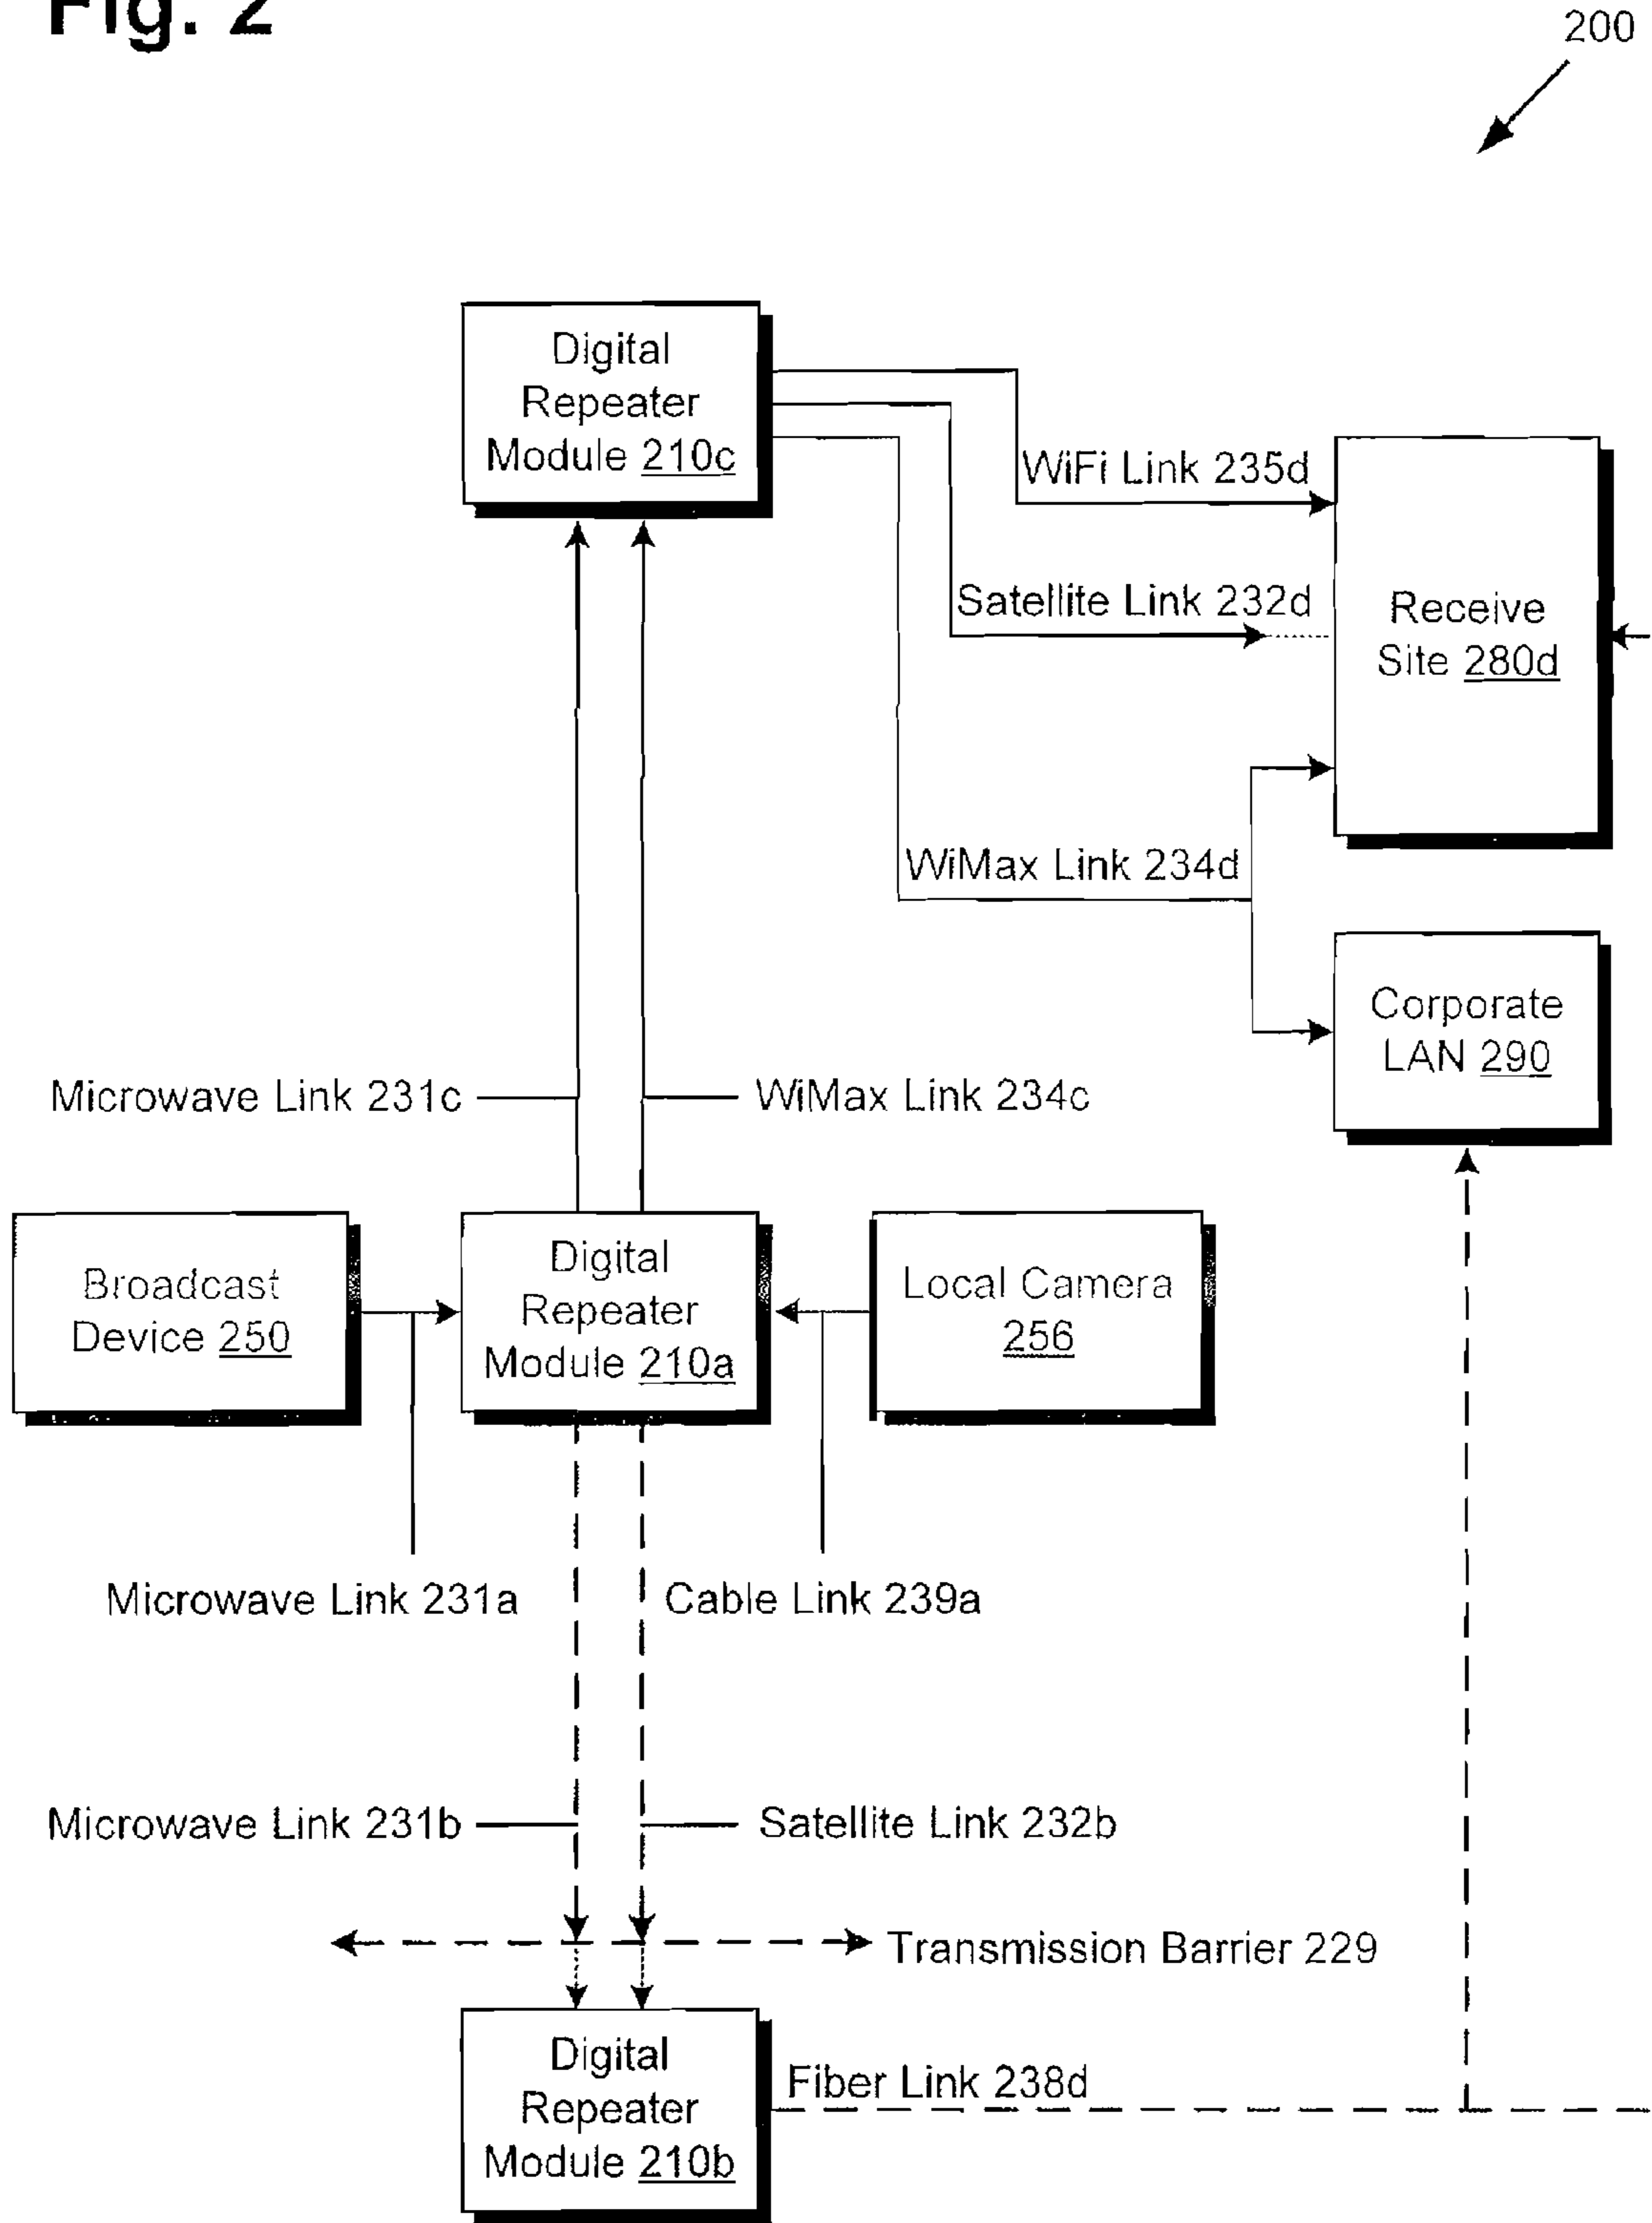 Fig. 2
200
Digital
Repeater
Module 210c
WiFi Link 235d
Satellite Link 232d
Receive
Site 280d
WiMax Link 234d
Corporate
LAN 290
Microwave Link 231c
WiMax Link 234c
Broadcast
Device 250
Digital
Repeater
Module 210a
Local Camera
256
Microwave Link 231a
Cable Link 239a
Microwave Link 231b
Satellite Link 232b
Transmission Barrier 229
Digital
Repeater
Module 210b
Fiber Link 238d